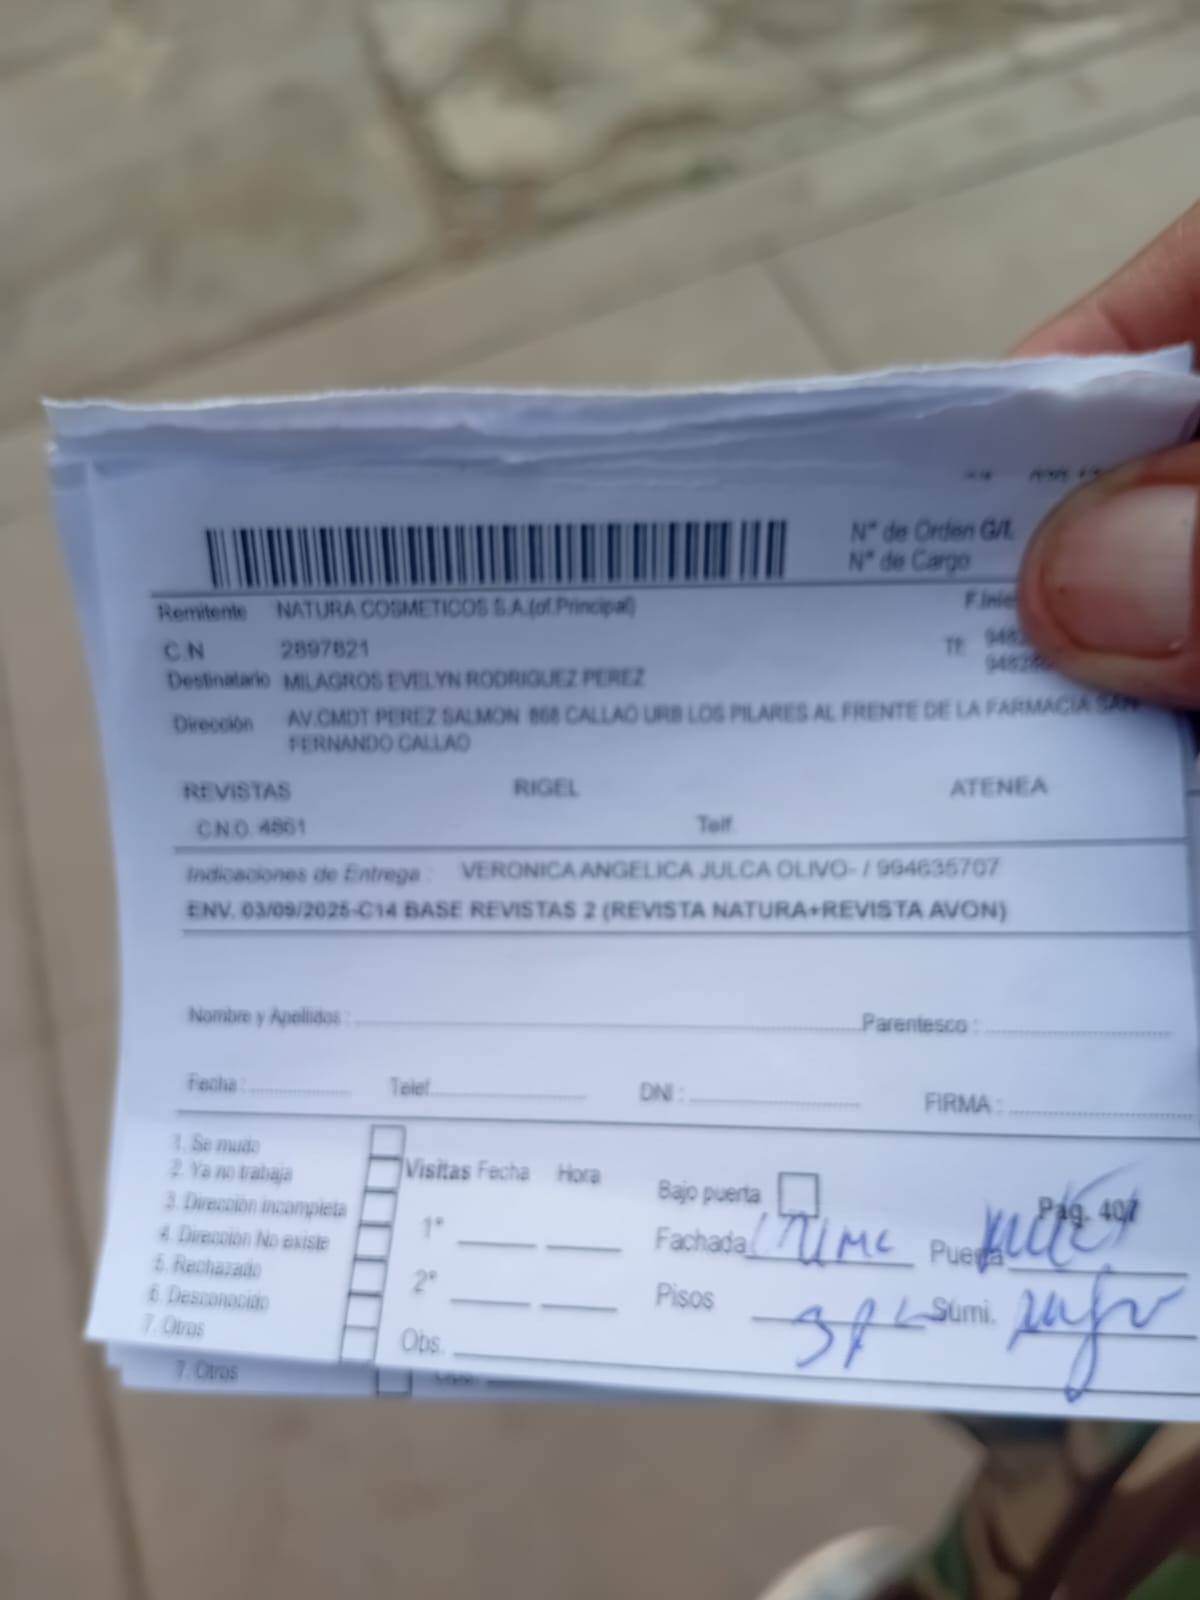 N° de Orden G/L
N° de Cargo
Remitente NATURA COSMETICOS S.A.(of.Principal)
C.N 2897821
Destinatario MILAGROS EVELYN RODRIGUEZ PEREZ
Dirección AV.CMDT PEREZ SALMON 868 CALLAO URB LOS PILARES AL FRENTE DE LA FARMACIA SAN
FERNANDO CALLAO
REVISTAS RIGEL ATENEA
C.N.O. 4861 Telf.
Indicaciones de Entrega : VERONICA ANGELICA JULCA OLIVO- / 994635707
ENV. 03/09/2025-C14 BASE REVISTAS 2 (REVISTA NATURA+REVISTA AVON)
Nombre y Apellidos : Parentesco :
Fecha : Telef. DNI : FIRMA :
1. Se mudo
2. Ya no trabaja
3. Dirección incompleta
4. Dirección No existe
5. Rechazado
6. Desconocido
7. Otros
Visitas Fecha Hora
1°
2°
Obs.
Bajo puerta Pag. 407
Fachada Puerta
Pisos Sumi.
7. Otros